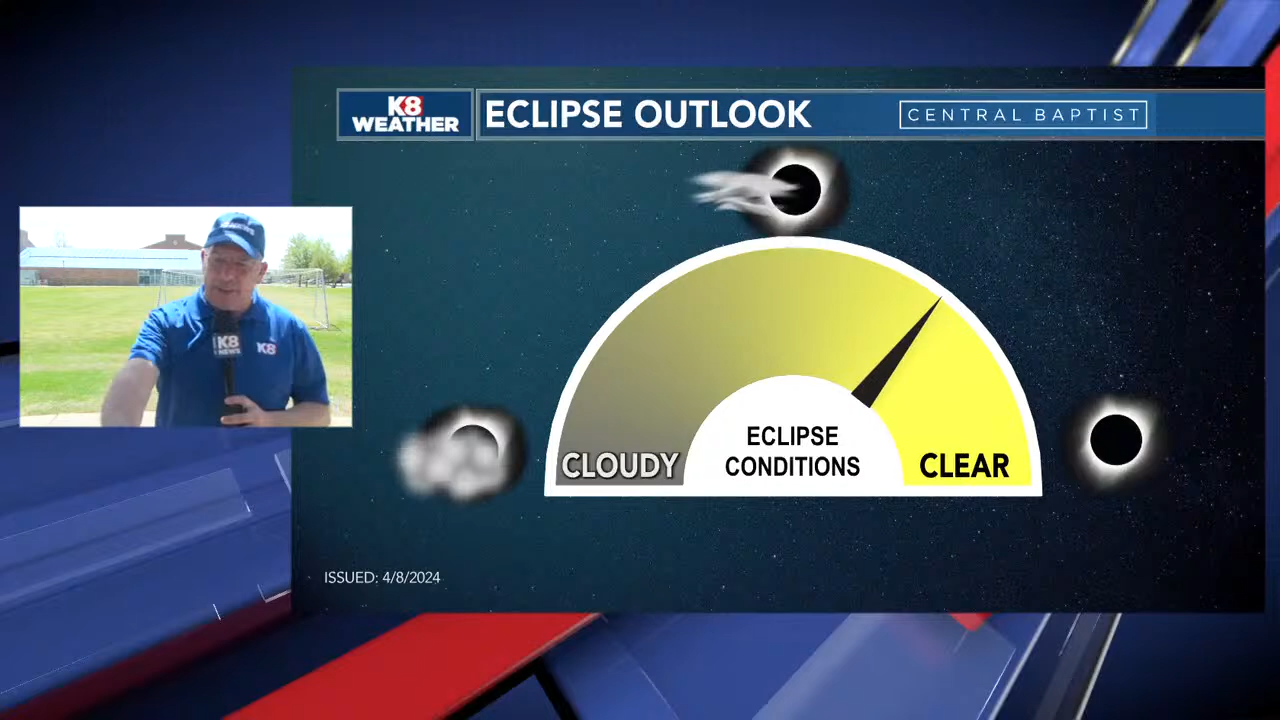 K8
WEATHER
ECLIPSE OUTLOOK
CENTRAL BAPTIST
K8
NEWS
K8
CLOUDY
ECLIPSE
CONDITIONS
CLEAR
ISSUED: 4/8/2024